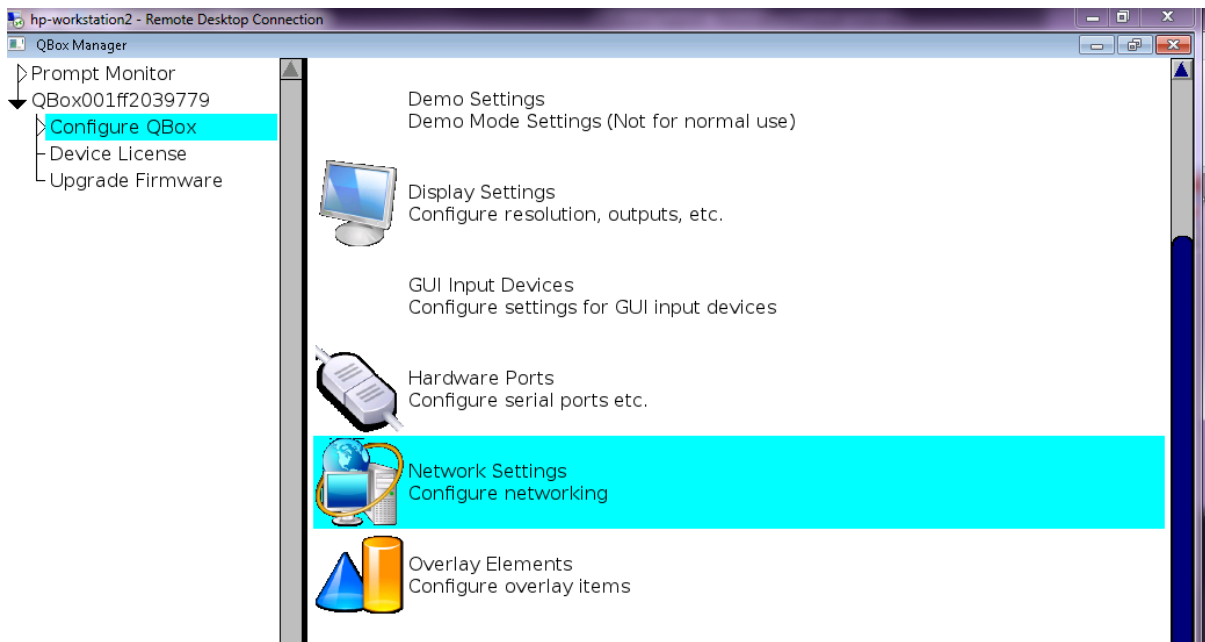 hp-workstation2 - Remote Desktop Connection
QBox Manager
Prompt Monitor
QBox001ff2039779
Configure QBox
Device License
Upgrade Firmware
Demo Settings
Demo Mode Settings (Not for normal use)
Display Settings
Configure resolution, outputs, etc.
GUI Input Devices
Configure settings for GUI input devices
Hardware Ports
Configure serial ports etc.
Network Settings
Configure networking
Overlay Elements
Configure overlay items